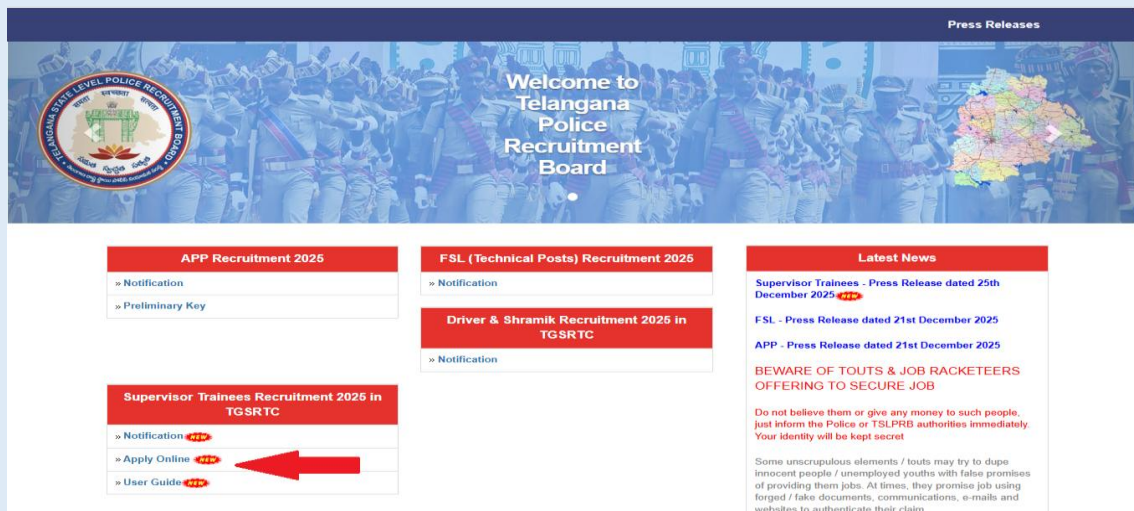 Press Releases
TELANGANA STATE LEVEL POLICE RECRUITMENT BOARD
Welcome to
Telangana
Police
Recruitment
Board
APP Recruitment 2025
» Notification
» Preliminary Key
FSL (Technical Posts) Recruitment 2025
» Notification
Driver & Shramik Recruitment 2025 in
TGSRTC
» Notification
Supervisor Trainees Recruitment 2025 in
TGSRTC
» Notification NEW
» Apply Online NEW
» User Guide NEW
Latest News
Supervisor Trainees - Press Release dated 25th
December 2025 NEW
FSL - Press Release dated 21st December 2025
APP - Press Release dated 21st December 2025
BEWARE OF TOUTS & JOB RACKETEERS
OFFERING TO SECURE JOB
Do not believe them or give any money to such people,
just inform the Police or TSLPRB authorities immediately.
Your identity will be kept secret
Some unscrupulous elements / touts may try to dupe
innocent people / unemployed youths with false promises
of providing them jobs. At times, they promise job using
forged / fake documents, communications, e-mails and
websites to authenticate their claim